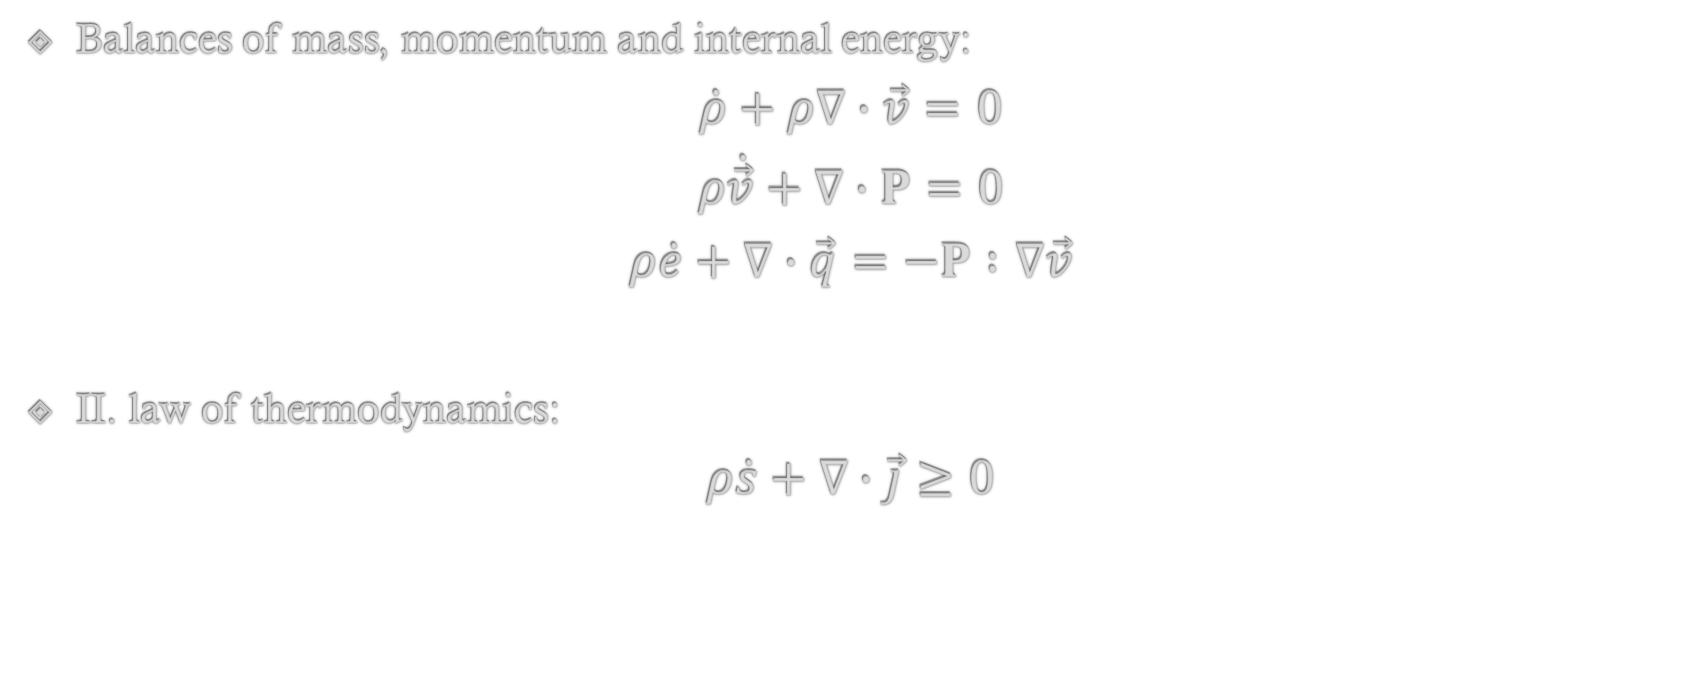 ❖ Balances of mass, momentum and internal energy:
ρ̇ + ρ∇ · v⃗ = 0
ρv⃗̇ + ∇ · P = 0
ρė + ∇ · q⃗ = −P : ∇v⃗
❖ II. law of thermodynamics:
ρṡ + ∇ · ȷ⃗ ≥ 0